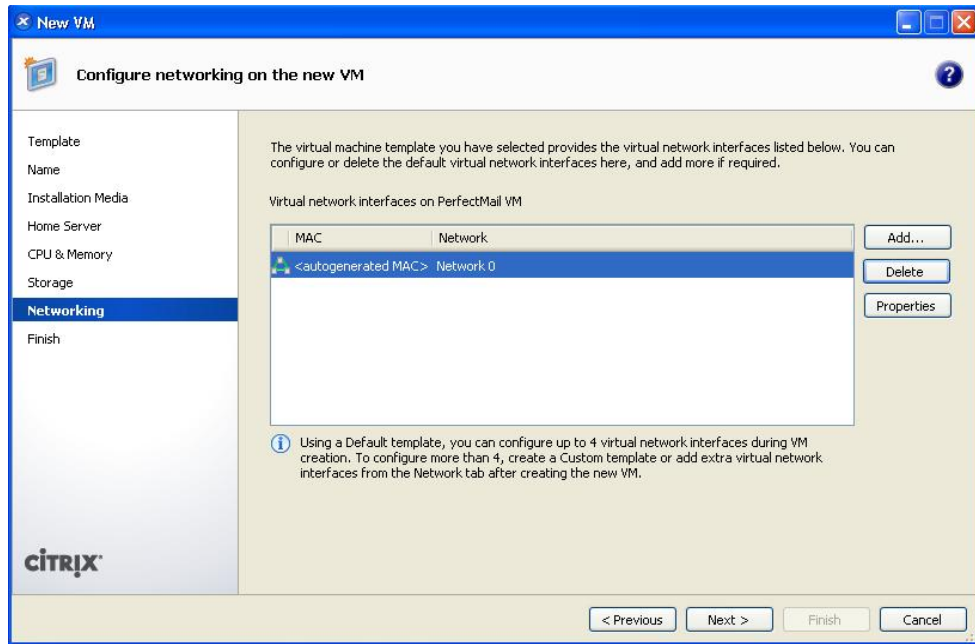 New VM
Configure networking on the new VM
?
Template
Name
Installation Media
Home Server
CPU & Memory
Storage
Networking
Finish
CITRIX
The virtual machine template you have selected provides the virtual network interfaces listed below. You can
configure or delete the default virtual network interfaces here, and add more if required.
Virtual network interfaces on PerfectMail VM
MAC Network
<autogenerated MAC> Network 0
Add...
Delete
Properties
Using a Default template, you can configure up to 4 virtual network interfaces during VM
creation. To configure more than 4, create a Custom template or add extra virtual network
interfaces from the Network tab after creating the new VM.
< Previous Next > Finish Cancel